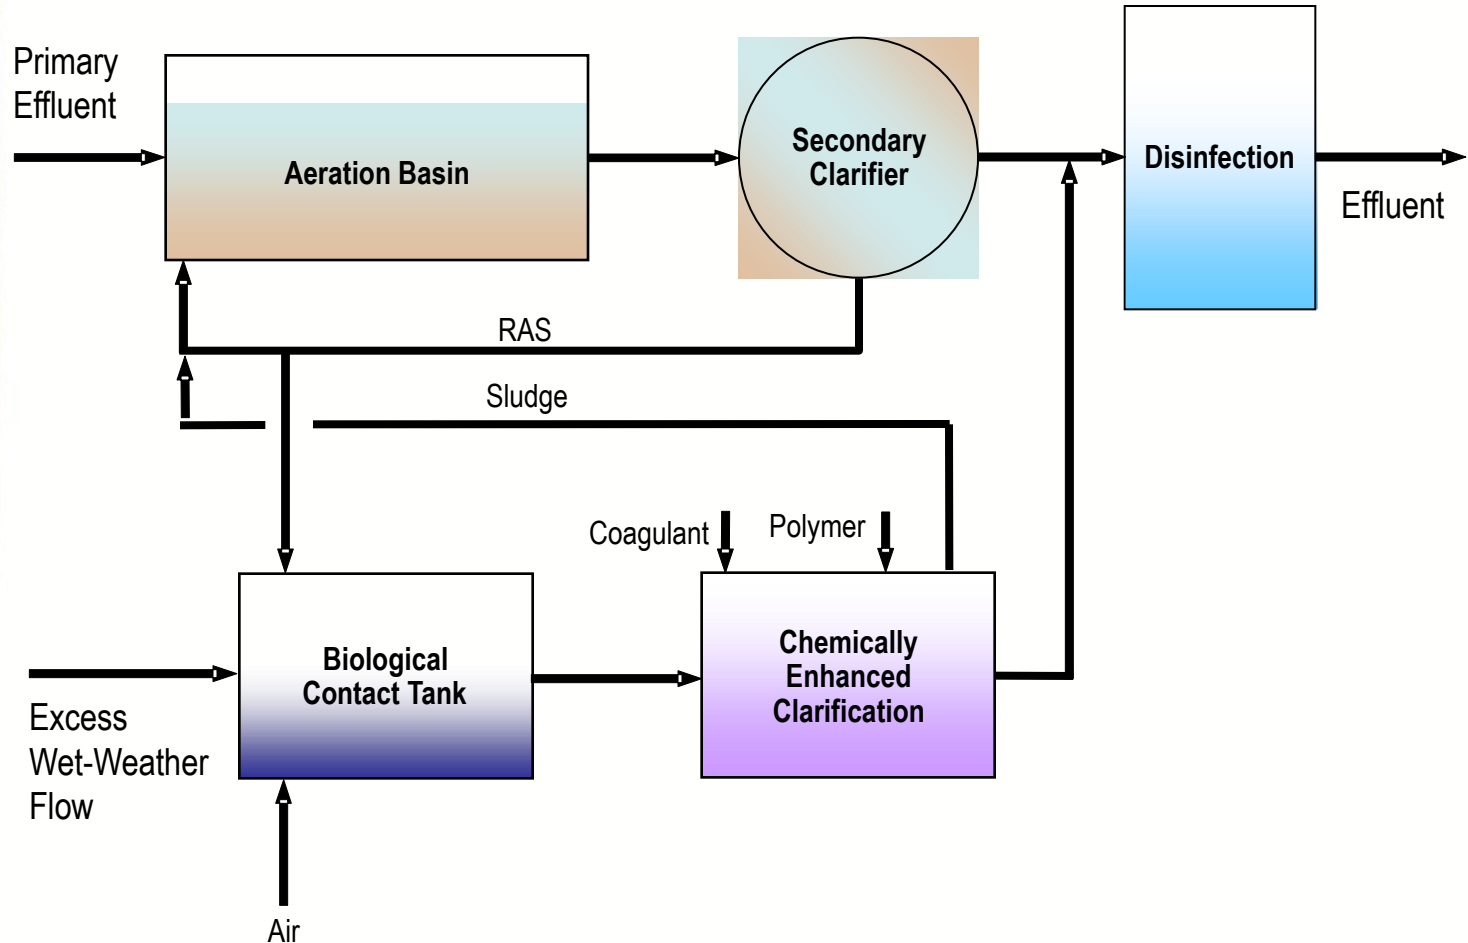 Primary
Effluent
Aeration Basin
Secondary
Clarifier
Disinfection
Effluent
RAS
Sludge
Coagulant
Polymer
Biological
Contact Tank
Chemically
Enhanced
Clarification
Excess
Wet-Weather
Flow
Air